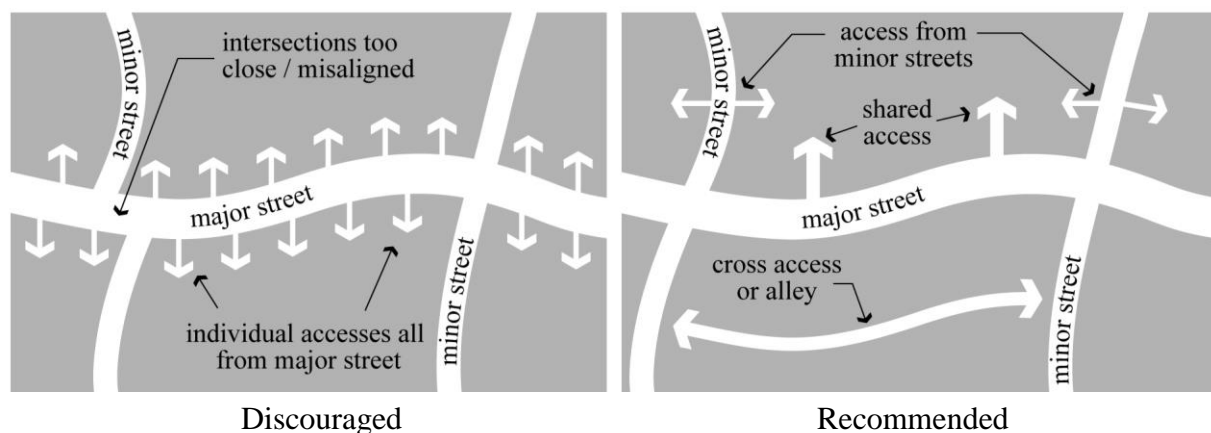 minor street
intersections too
close / misaligned
major street
minor street
individual accesses all
from major street
Discouraged
minor street
access from
minor streets
shared
access
major street
cross access
or alley
minor street
Recommended